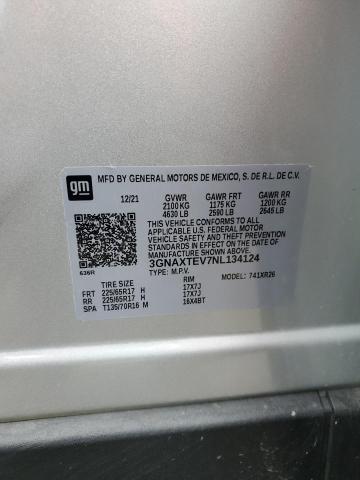 gm
MFD BY GENERAL MOTORS DE MEXICO, S. DE R.L. DE C.V.
12/21 GVWR GAWR FRT GAWR RR
2100 KG 1175 KG 1200 KG
4630 LB 2590 LB 2645 LB
THIS VEHICLE CONFORMS TO ALL
APPLICABLE U.S. FEDERAL MOTOR
VEHICLE SAFETY AND THEFT PREVENTION
STANDARDS IN EFFECT ON THE DATE OF
MANUFACTURE SHOWN ABOVE.
636R 3GNAXTEV7NL134124
TYPE: M.P.V. MODEL: 741XR26
TIRE SIZE RIM
FRT 225/65R17 H 17X7J
RR 225/65R17 H 17X7J
SPA T135/70R16 M 16X4BT